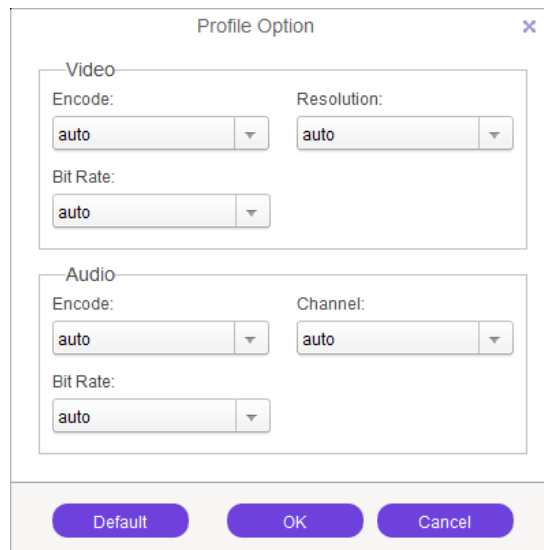 Profile Option
Video
Encode: Resolution:
auto auto
Bit Rate:
auto
Audio
Encode: Channel:
auto auto
Bit Rate:
auto
Default OK Cancel